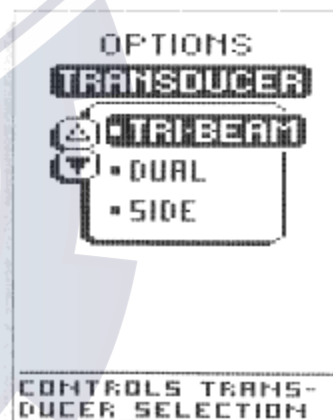 OPTIONS
TRANSDUCER
TRI-BEAM
DUAL
SIDE
CONTROLS TRANS-
DUCER SELECTION